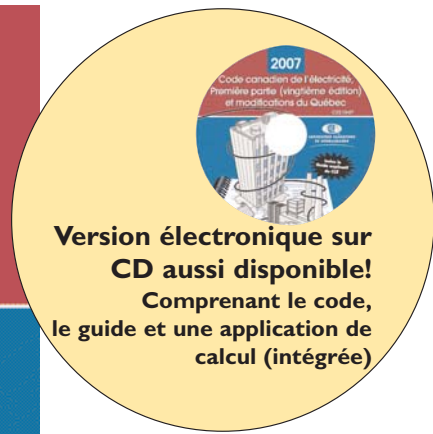 2007
Code canadien de l'électricité,
Première partie (vingtième édition)
et modifications du Québec
Version électronique sur
CD aussi disponible!
Comprenant le code,
le guide et une application de
calcul (intégrée)